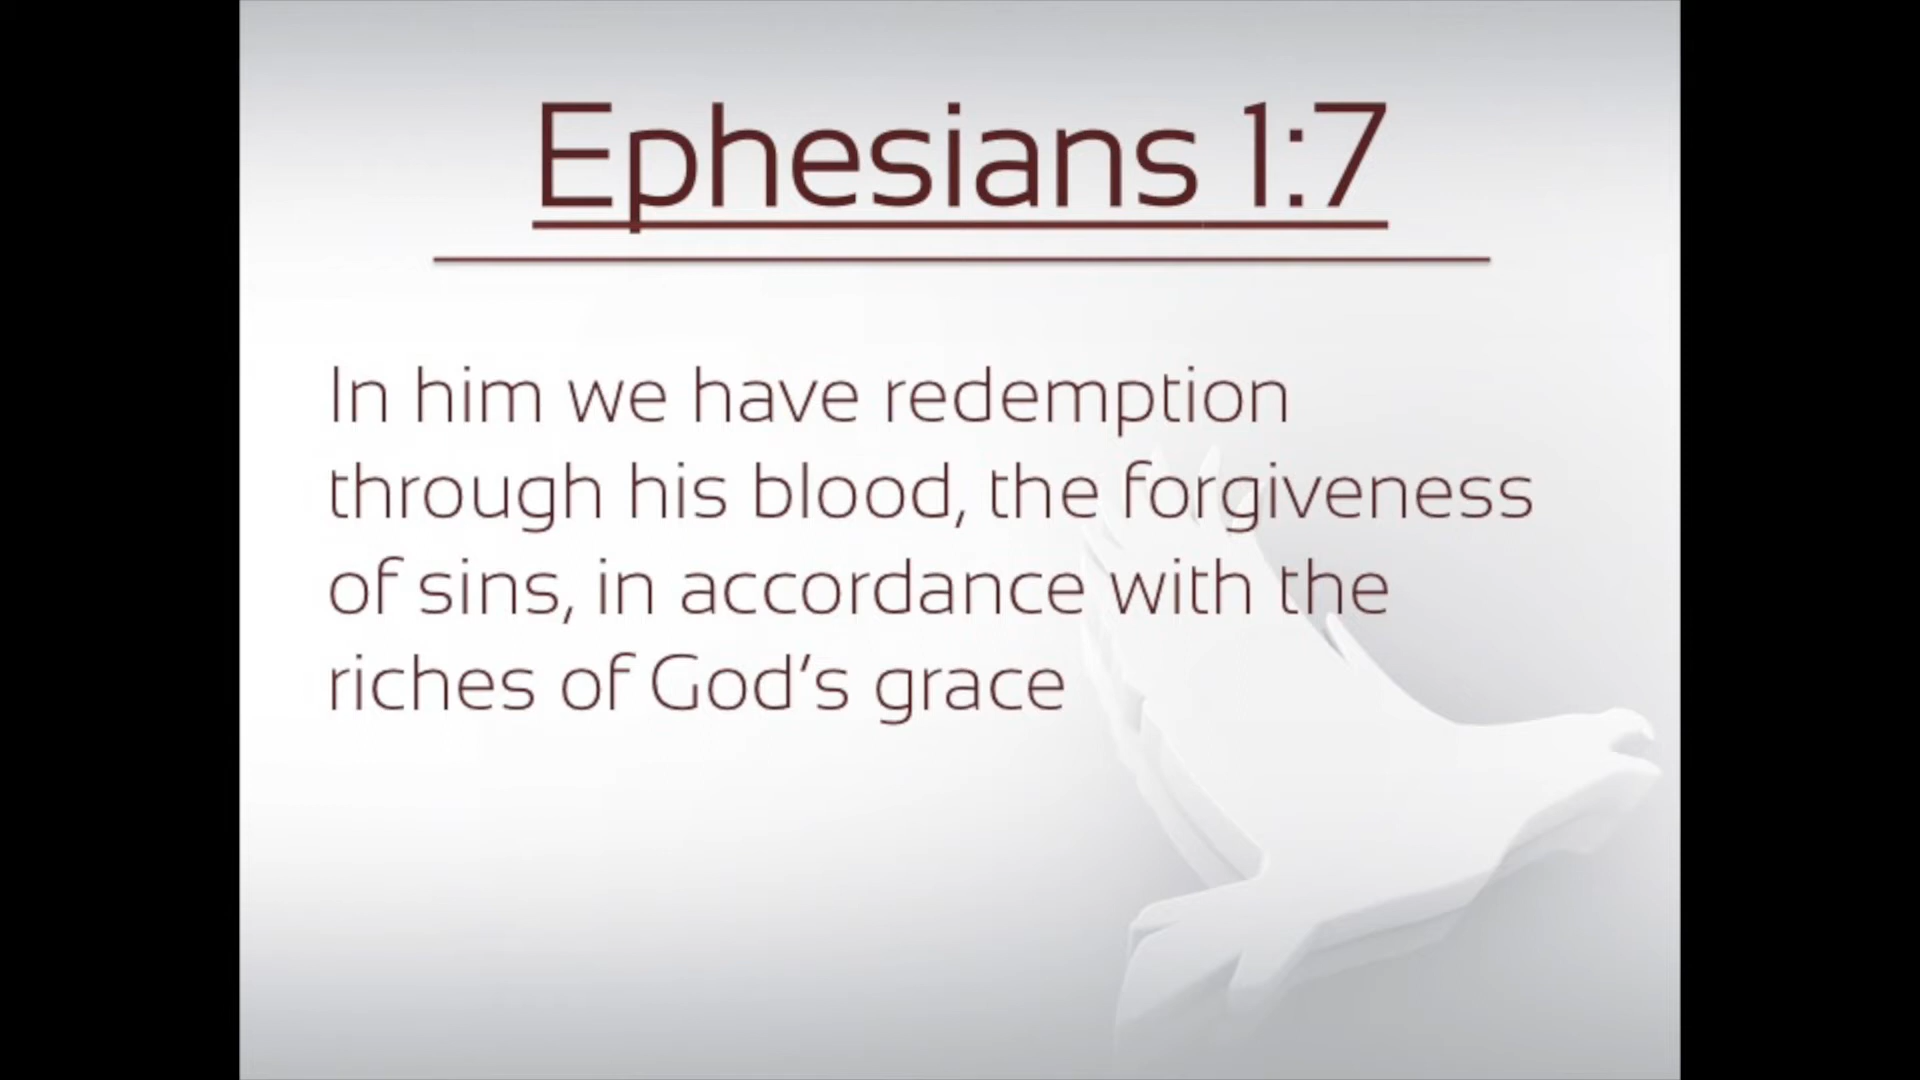 Ephesians 1:7
In him we have redemption
through his blood, the forgiveness
of sins, in accordance with the
riches of God’s grace